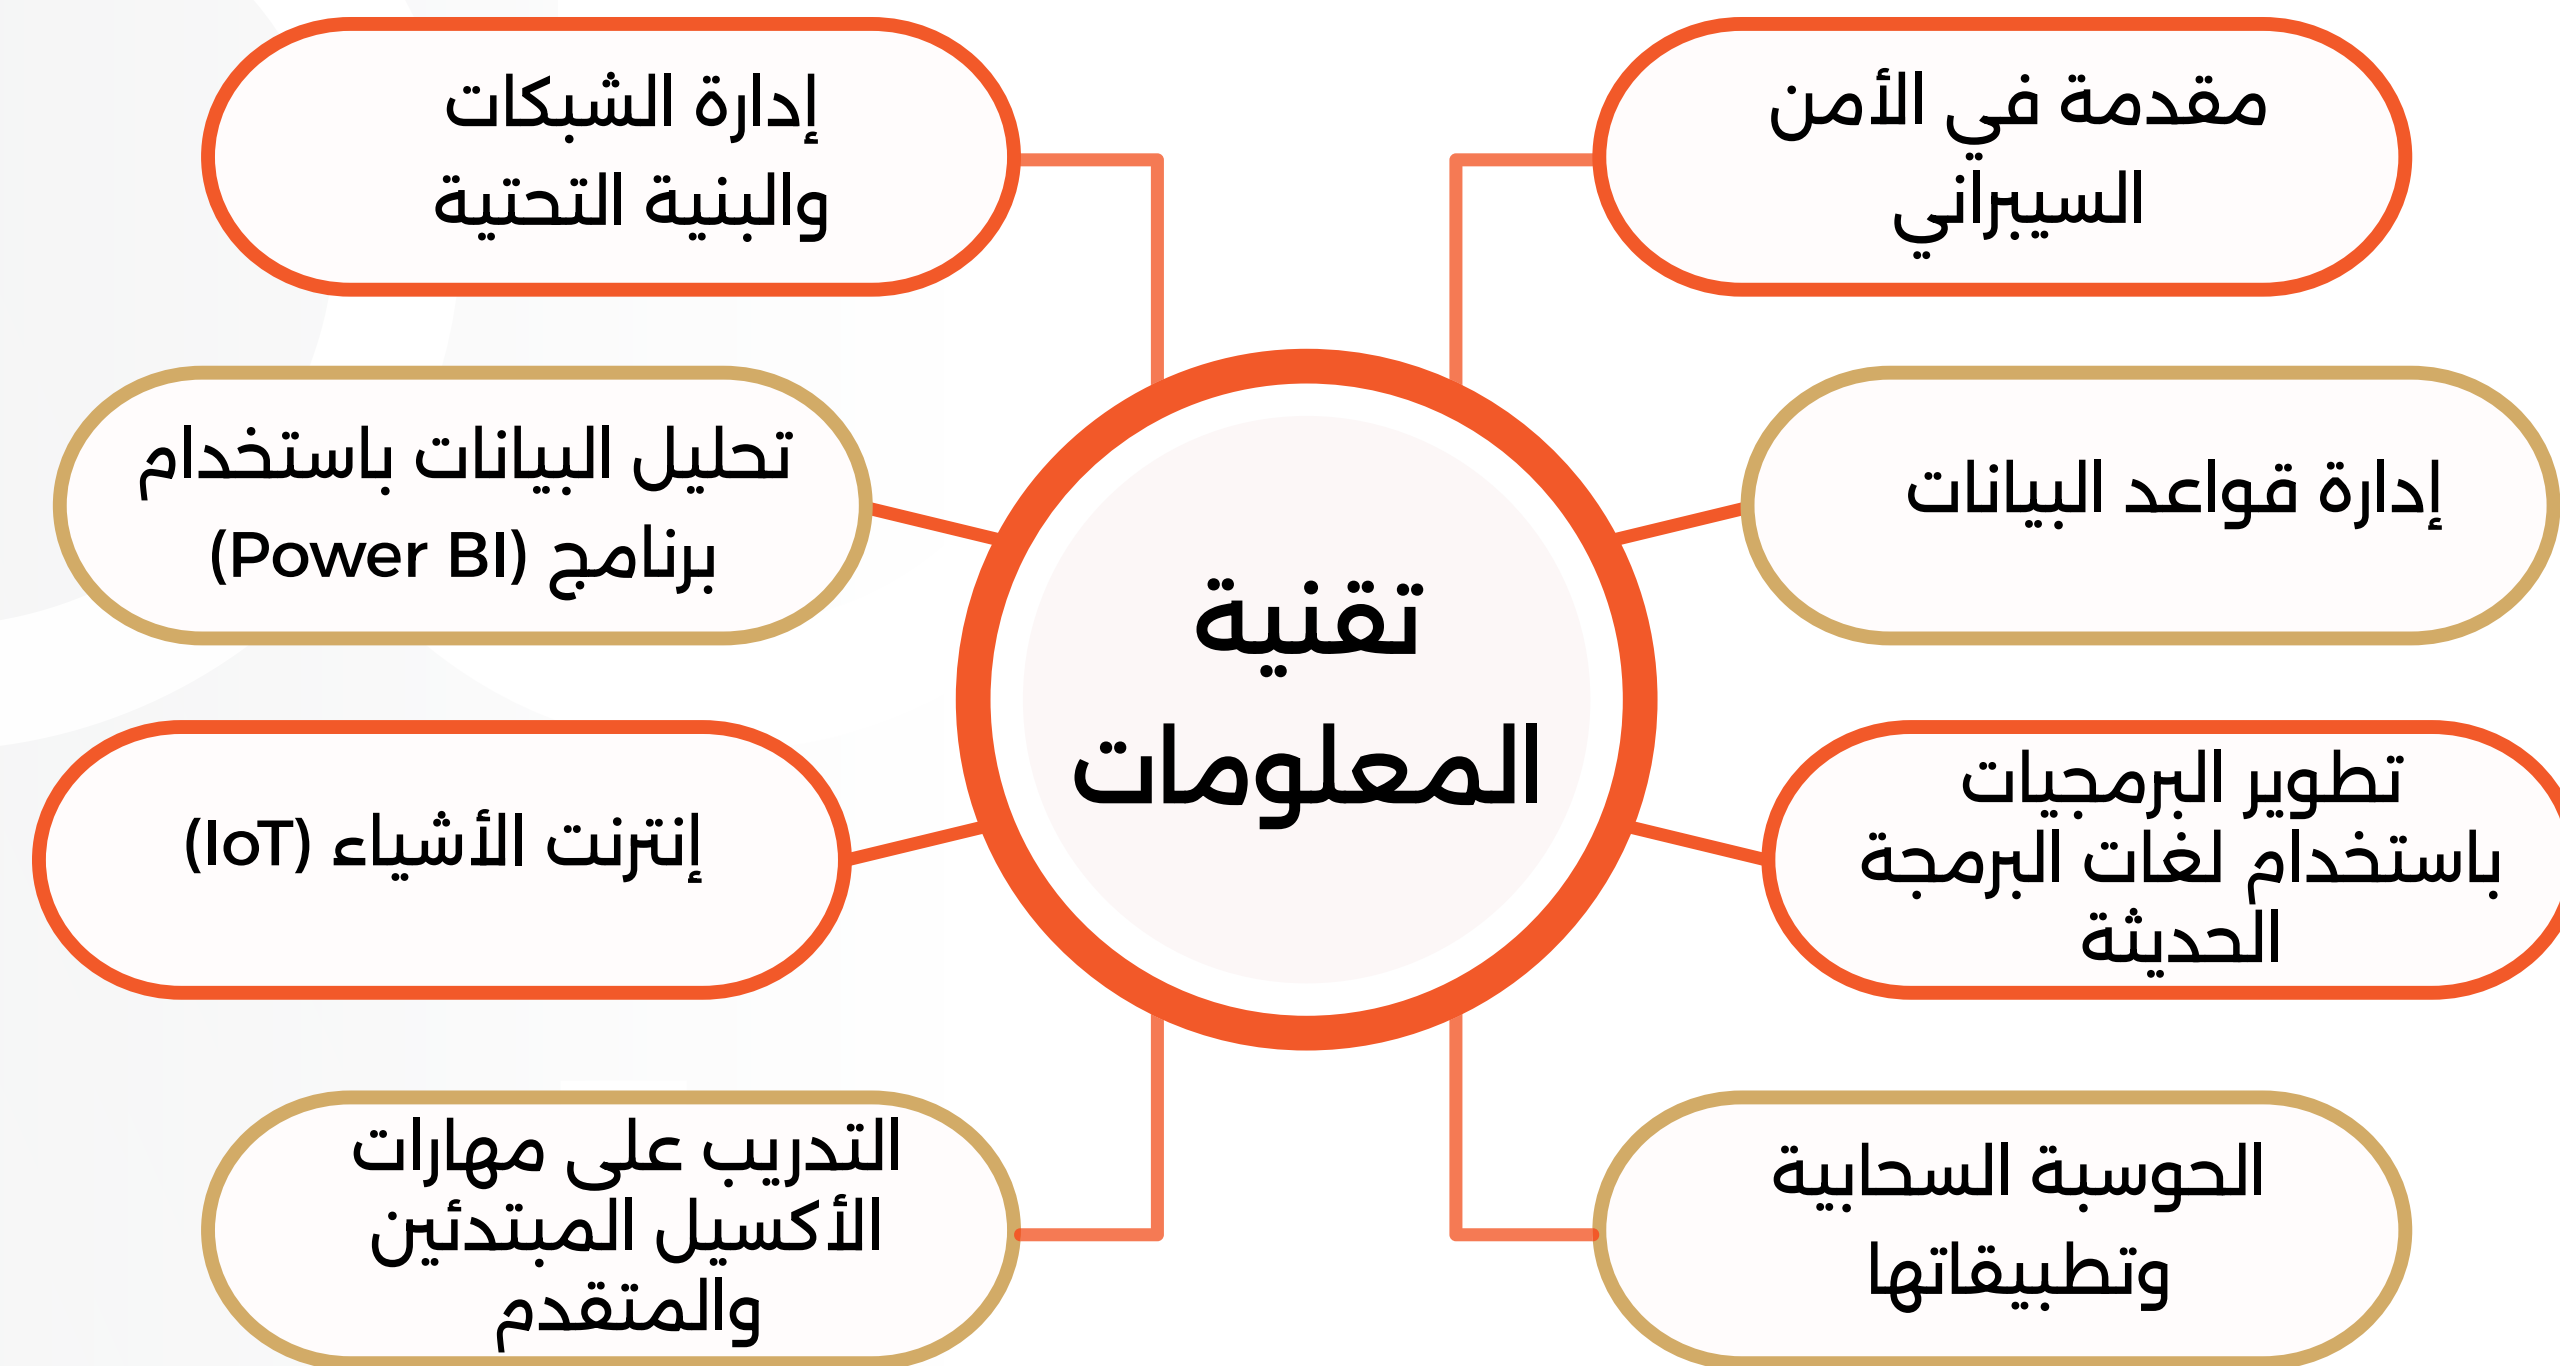 مقدمة في الأمن
السيبراني
إدارة الشبكات
والبنية التحتية
إدارة قواعد البيانات
تحليل البيانات باستخدام
برنامج (Power BI)
تقنية
المعلومات
تطوير البرمجيات
باستخدام لغات البرمجة
الحديثة
إنترنت الأشياء (IoT)
الحوسبة السحابية
وتطبيقاتها
التدريب على مهارات
الأكسيل المبتدئين
والمتقدم